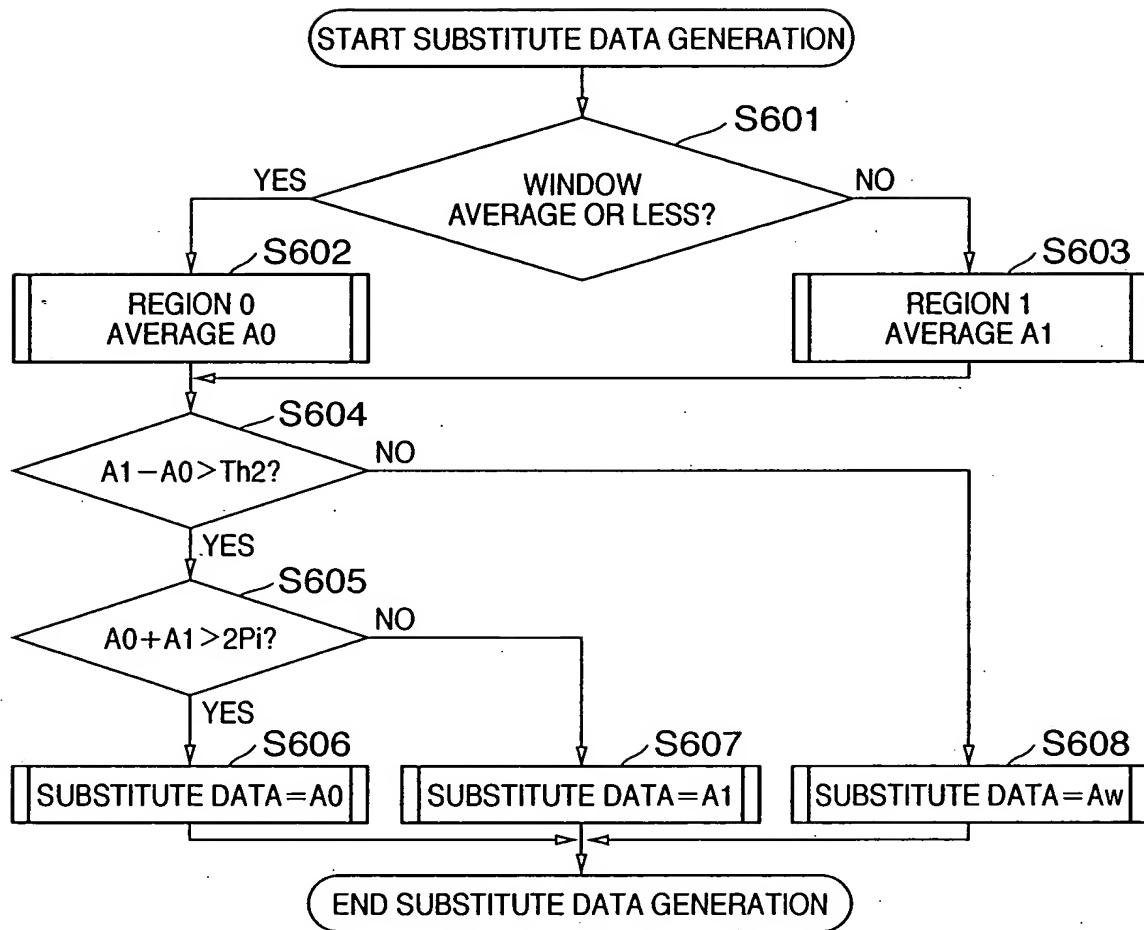 START SUBSTITUTE DATA GENERATION
S601
YES
WINDOW
AVERAGE OR LESS?
NO
S602
S603
REGION 0
AVERAGE A0
REGION 1
AVERAGE A1
S604
A1−A0>Th2?
NO
YES
S605
A0+A1>2Pi?
NO
YES
S606
S607
S608
SUBSTITUTE DATA=A0
SUBSTITUTE DATA=A1
SUBSTITUTE DATA=Aw
END SUBSTITUTE DATA GENERATION